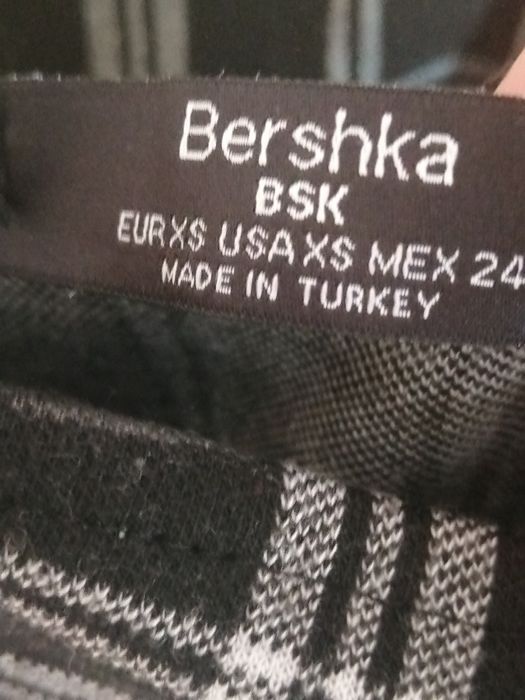 Bershka
BSK
EUR XS USA XS MEX 24
MADE IN TURKEY